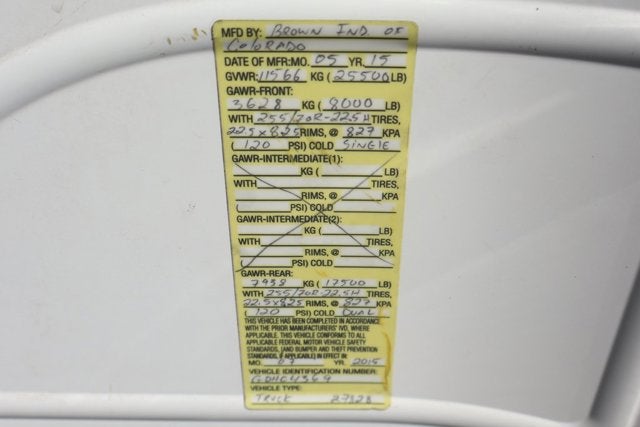 MFD BY: BROWN IND. OF
COLORADO
DATE OF MFR: MO. 05 YR. 15
GVWR: 11566 KG (25500 LB)
GAWR-FRONT:
3628 KG (8000 LB)
WITH 255/70R-22.5H TIRES,
22.5x8.25 RIMS, @ 827 KPA
(120 PSI) COLD SINGLE
GAWR-INTERMEDIATE(1):
KG ( LB)
WITH TIRES,
RIMS, @ KPA
( PSI) COLD
GAWR-INTERMEDIATE(2):
KG ( LB)
WITH TIRES,
RIMS, @ KPA
( PSI) COLD
GAWR-REAR:
7938 KG (17500 LB)
WITH 255/70R-22.5H TIRES,
22.5x8.25 RIMS, @ 827 KPA
(120 PSI) COLD DUAL
THIS VEHICLE HAS BEEN COMPLETED IN ACCORDANCE
WITH THE PRIOR MANUFACTURERS' IVD, WHERE
APPLICABLE. THIS VEHICLE CONFORMS TO ALL
APPLICABLE FEDERAL MOTOR VEHICLE SAFETY
STANDARDS, (AND BUMPER AND THEFT PREVENTION
STANDARDS, IF APPLICABLE) IN EFFECT IN:
MO. 07 YR. 2015
VEHICLE IDENTIFICATION NUMBER:
GDHC4369
VEHICLE TYPE:
TRUCK 27328